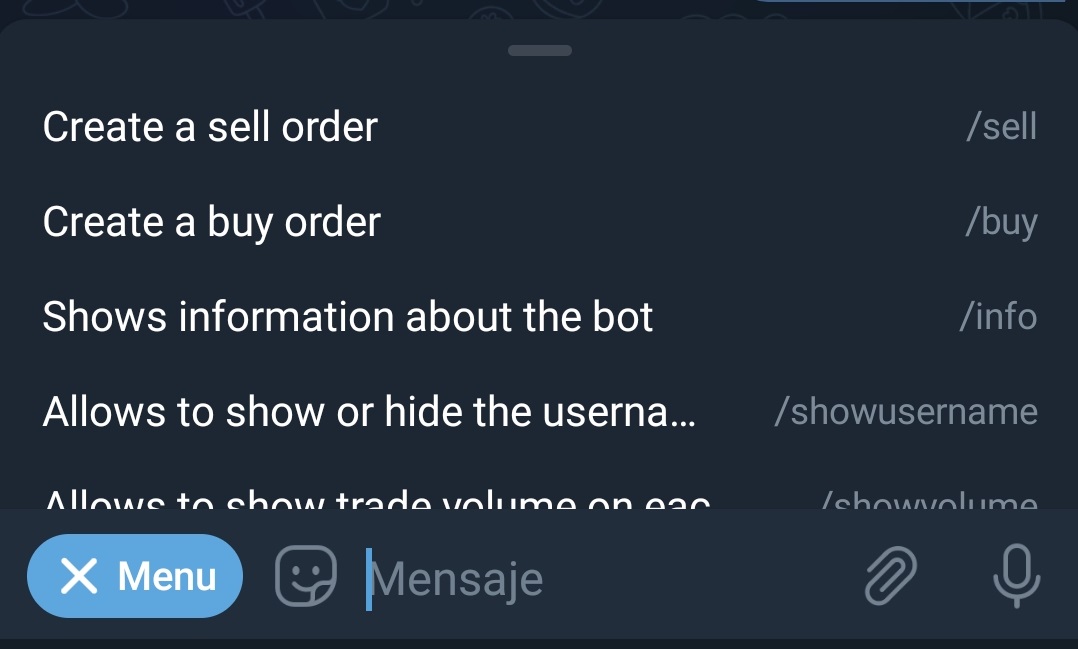 Create a sell order /sell
Create a buy order /buy
Shows information about the bot /info
Allows to show or hide the userna... /showusername
Allows to show trade volume on eac /showvolume
Menu Mensaje